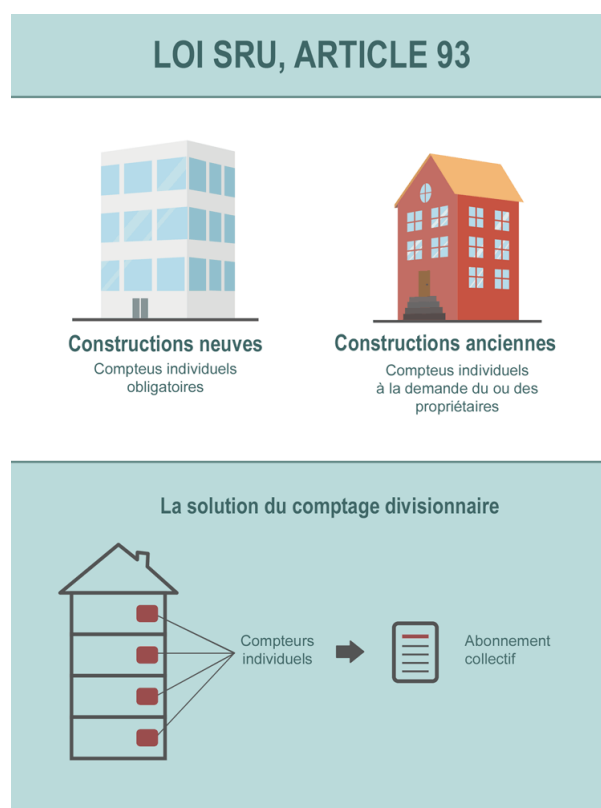 LOI SRU, ARTICLE 93
Constructions neuves
Compteus individuels
obligatoires
Constructions anciennes
Compteus individuels
à la demande du ou des
propriétaires
La solution du comptage divisionnaire
Compteurs
individuels
Abonnement
collectif